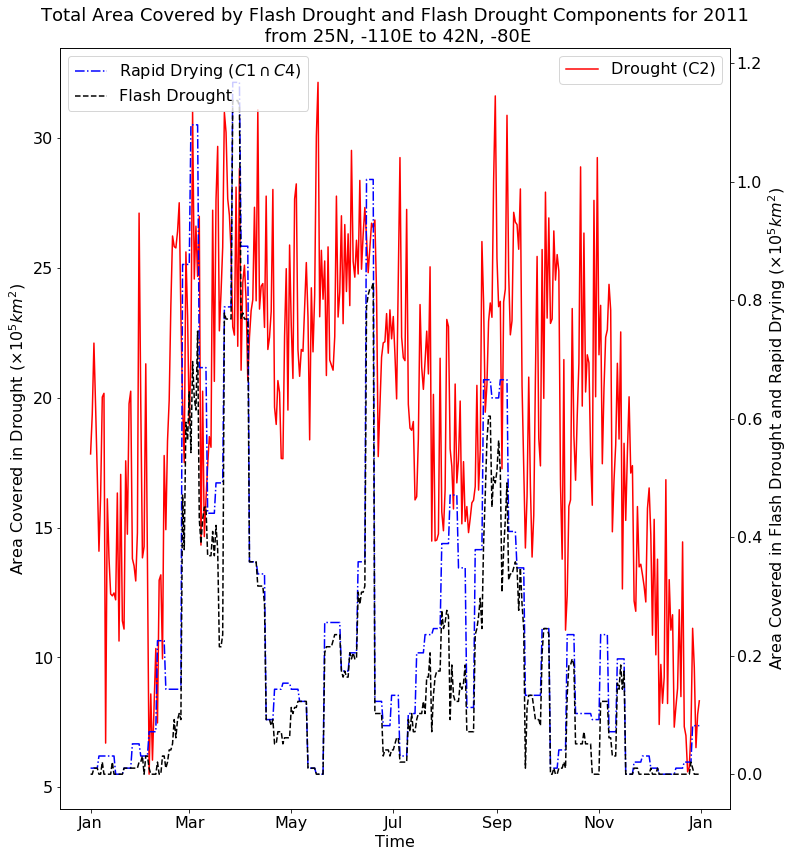 Total Area Covered by Flash Drought and Flash Drought Components for 2011
from 25N, -110E to 42N, -80E
Rapid Drying (C1 ∩ C4)
Flash Drought
Drought (C2)
Area Covered in Drought (×10⁵km²)
30
25
20
15
10
5
1.2
1.0
0.8
0.6
0.4
0.2
0.0
Area Covered in Flash Drought and Rapid Drying (×10⁵km²)
Jan Mar May Jul Sep Nov Jan
Time